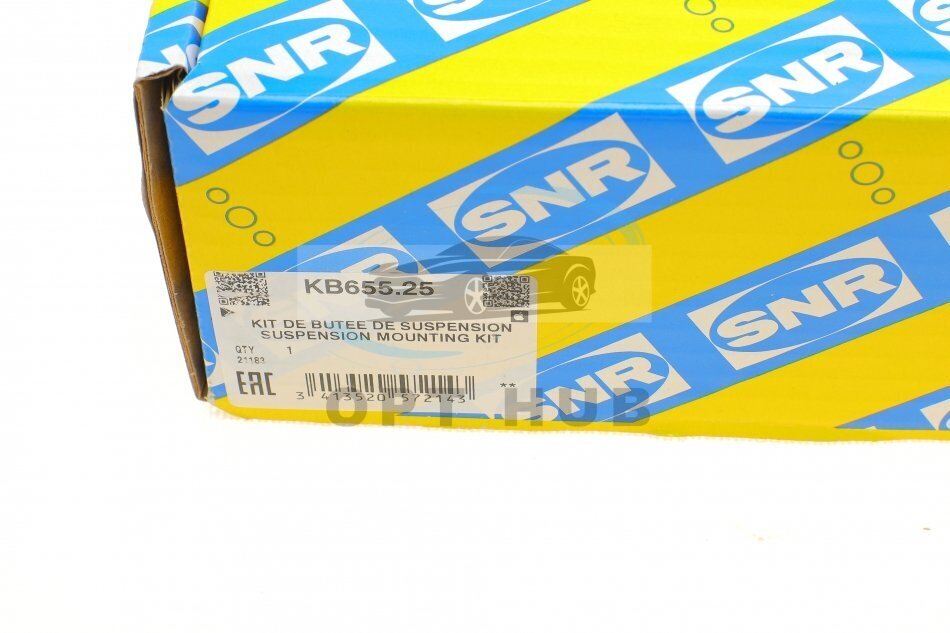 SNR
SNR
SNR
SNR
SNR
KB655.25
KIT DE BUTEE DE SUSPENSION
SUSPENSION MOUNTING KIT
QTY 1
21183
EAC
**
3 413520 572143
OPT HUB